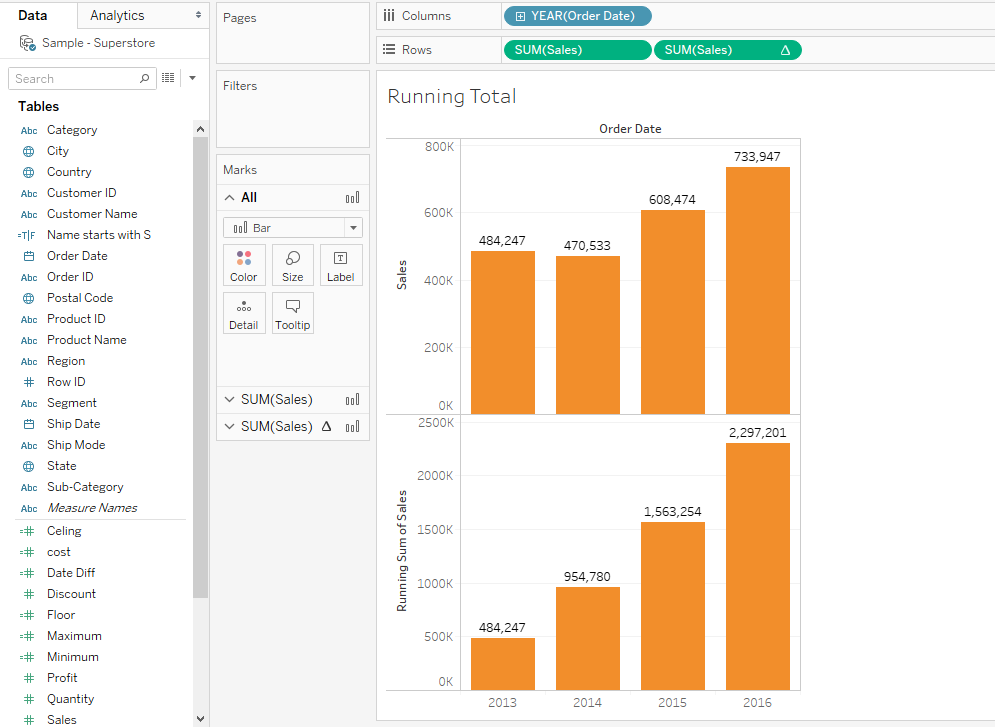 Data
Analytics
Sample - Superstore
Search
Tables
Abc Category
City
Country
Abc Customer ID
Abc Customer Name
=T|F Name starts with S
Order Date
Abc Order ID
Postal Code
Abc Product ID
Abc Product Name
Abc Region
# Row ID
Abc Segment
Ship Date
Abc Ship Mode
State
Abc Sub-Category
Abc Measure Names
=# Celing
=# cost
=# Date Diff
# Discount
=# Floor
=# Maximum
=# Minimum
# Profit
# Quantity
# Sales
Pages
Filters
Marks
All
Bar
Color
Size
T
Label
Detail
Tooltip
SUM(Sales)
SUM(Sales) Δ
Columns
YEAR(Order Date)
Rows
SUM(Sales)
SUM(Sales) Δ
Running Total
Order Date
Sales
800K
600K
400K
200K
0K
484,247
470,533
608,474
733,947
Running Sum of Sales
2500K
2000K
1500K
1000K
500K
0K
484,247
954,780
1,563,254
2,297,201
2013
2014
2015
2016